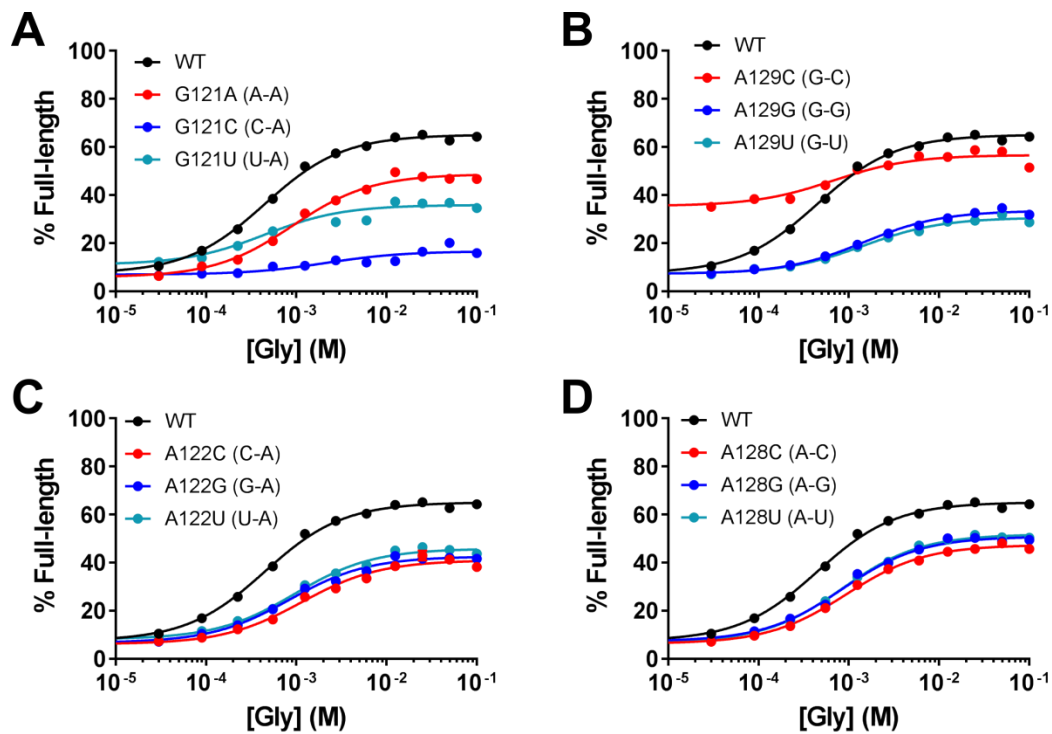 A
% Full-length
100
80
60
40
20
0
WT
G121A (A-A)
G121C (C-A)
G121U (U-A)
10-5 10-4 10-3 10-2 10-1
[Gly] (M)
B
% Full-length
100
80
60
40
20
0
WT
A129C (G-C)
A129G (G-G)
A129U (G-U)
10-5 10-4 10-3 10-2 10-1
[Gly] (M)
C
% Full-length
100
80
60
40
20
0
WT
A122C (C-A)
A122G (G-A)
A122U (U-A)
10-5 10-4 10-3 10-2 10-1
[Gly] (M)
D
% Full-length
100
80
60
40
20
0
WT
A128C (A-C)
A128G (A-G)
A128U (A-U)
10-5 10-4 10-3 10-2 10-1
[Gly] (M)